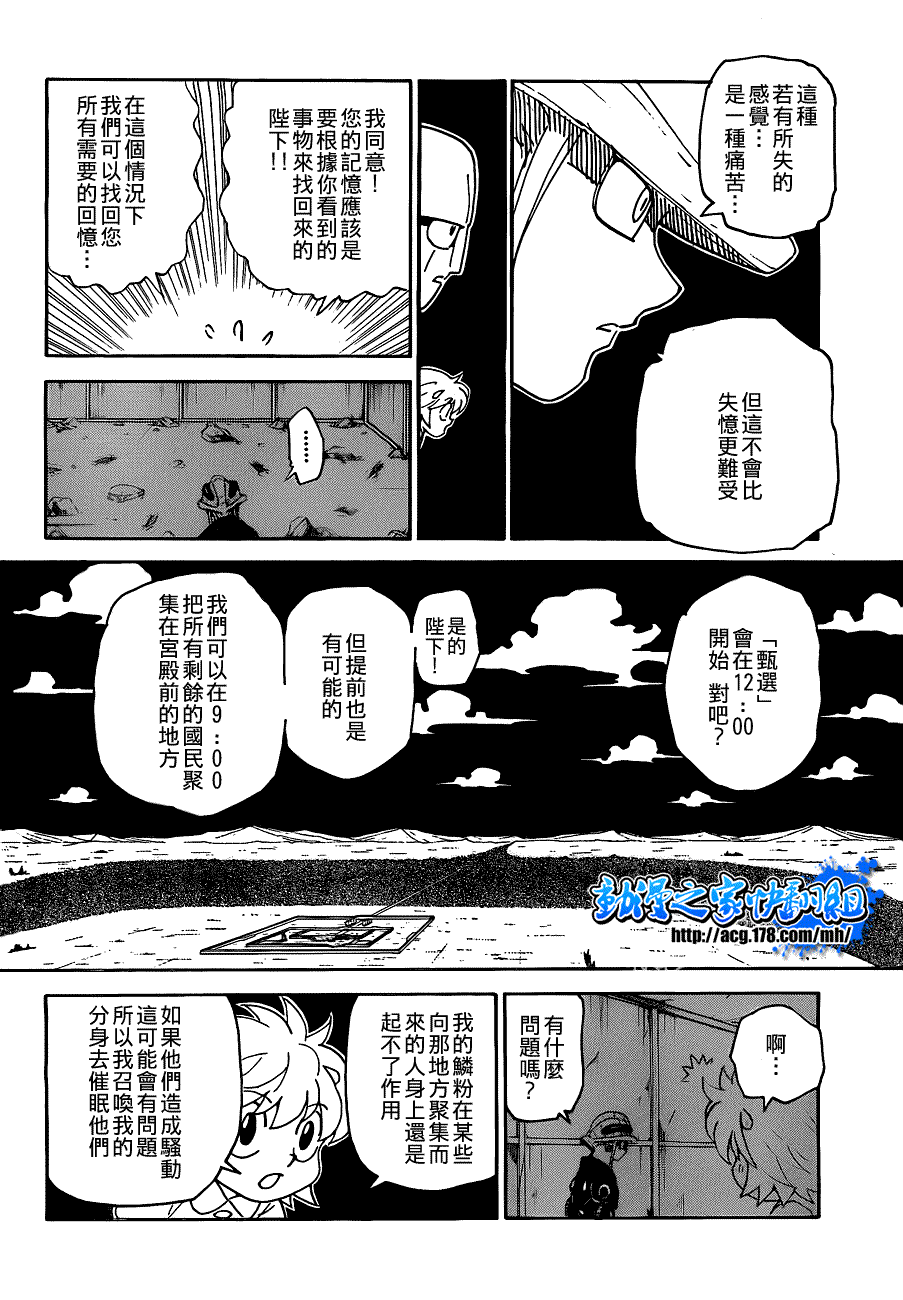 這種
若有所失的
感覺…
是一種痛苦…
但這不會比
失憶更難受
我同意!
您的記憶應該是
要根據你看到的
事物來找回來的
陛下!!
在這個情況下
我們可以找回您
所有需要的回憶…
……
「甄選」
會在12:00
開始 對吧?
是的
陛下!
但提前也是
有可能的
我們可以在9:00
把所有剩餘的國民聚
集在宮殿前的地方
動漫之家快翻組
http://acg.178.com/mh/
啊…
有什麼
問題嗎?
我的鱗粉在某些
向那地方聚集而
來的人身上還是
起不了作用
如果他們造成騷動
這可能會有問題
所以我召喚我的
分身去催眠他們